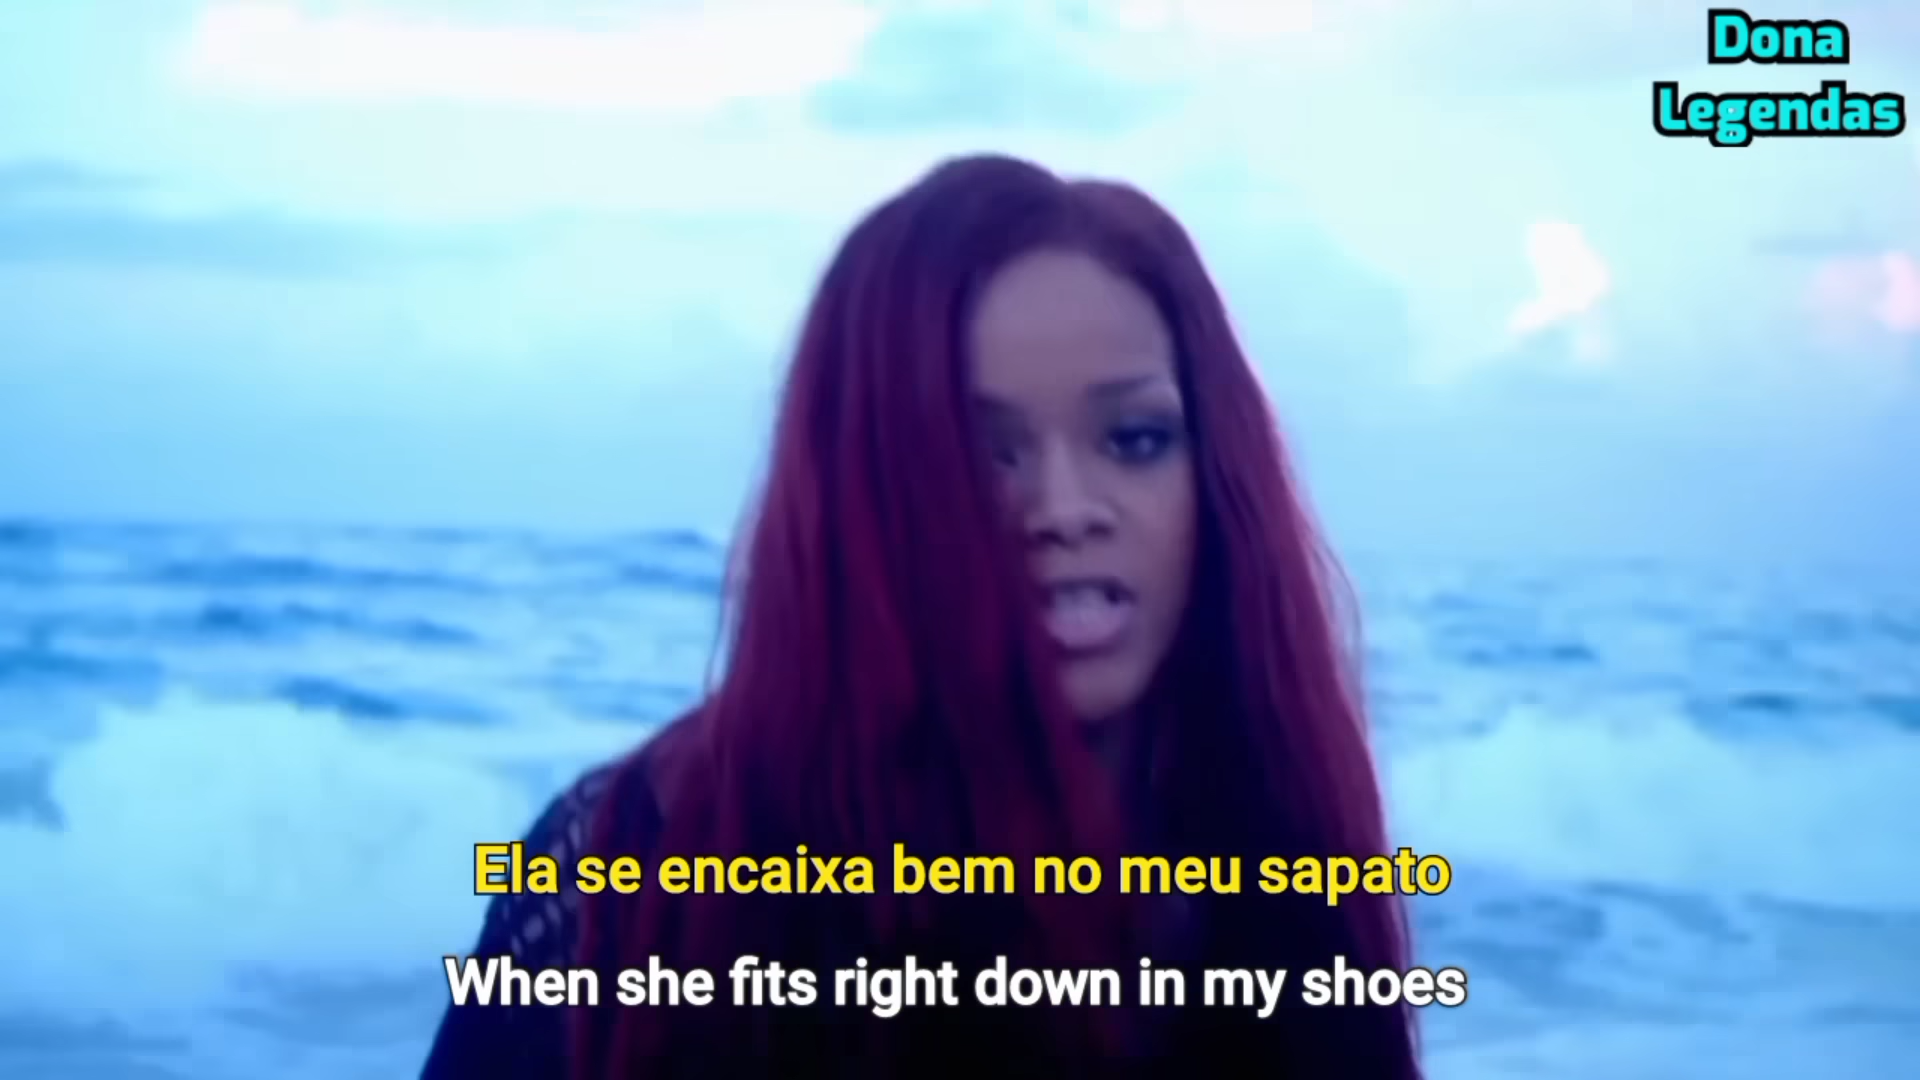 Dona
Legendas
Ela se encaixa bem no meu sapato
When she fits right down in my shoes